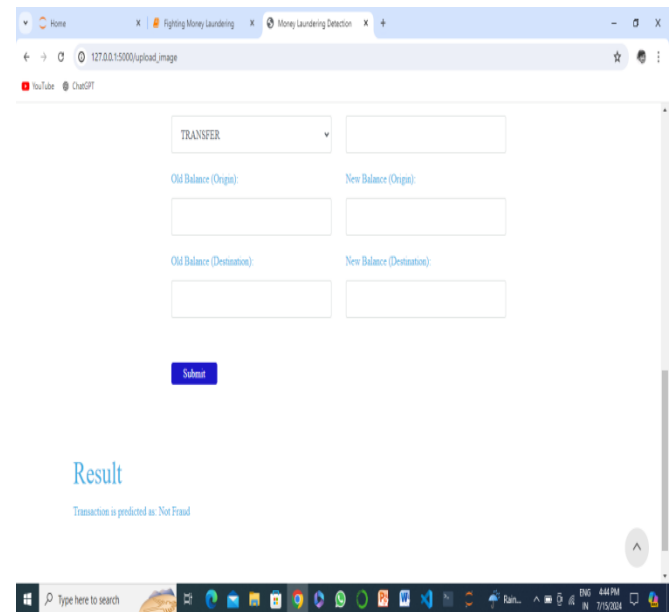 Home
Fighting Money Laundering
Money Laundering Detection
127.0.0.1:5000/upload_image
YouTube ChatGPT
TRANSFER
Old Balance (Origin): New Balance (Origin):
Old Balance (Destination): New Balance (Destination):
Submit
Result
Transaction is predicted as: Not Fraud
Type here to search
Rain...
ENG 4:44 PM
IN 7/15/2024